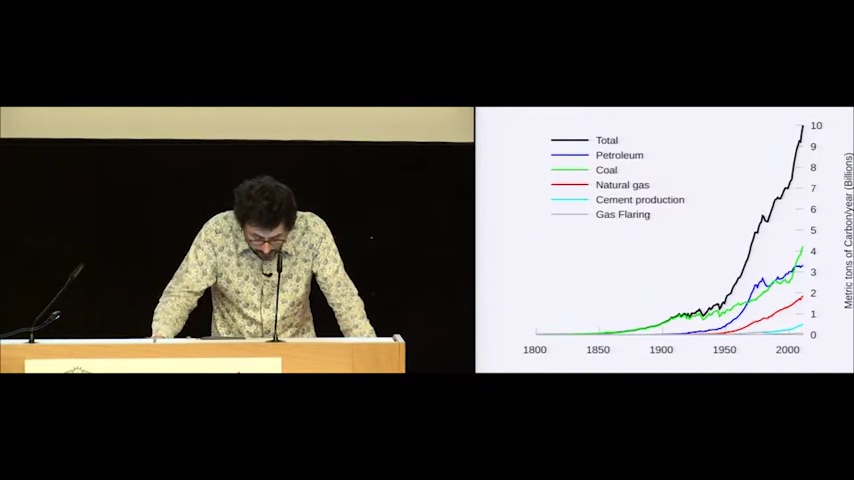 Total
Petroleum
Coal
Natural gas
Cement production
Gas Flaring
10
9
8
7
6
5
4
3
2
1
0
Metric tons of Carbon/year (Billions)
1800 1850 1900 1950 2000